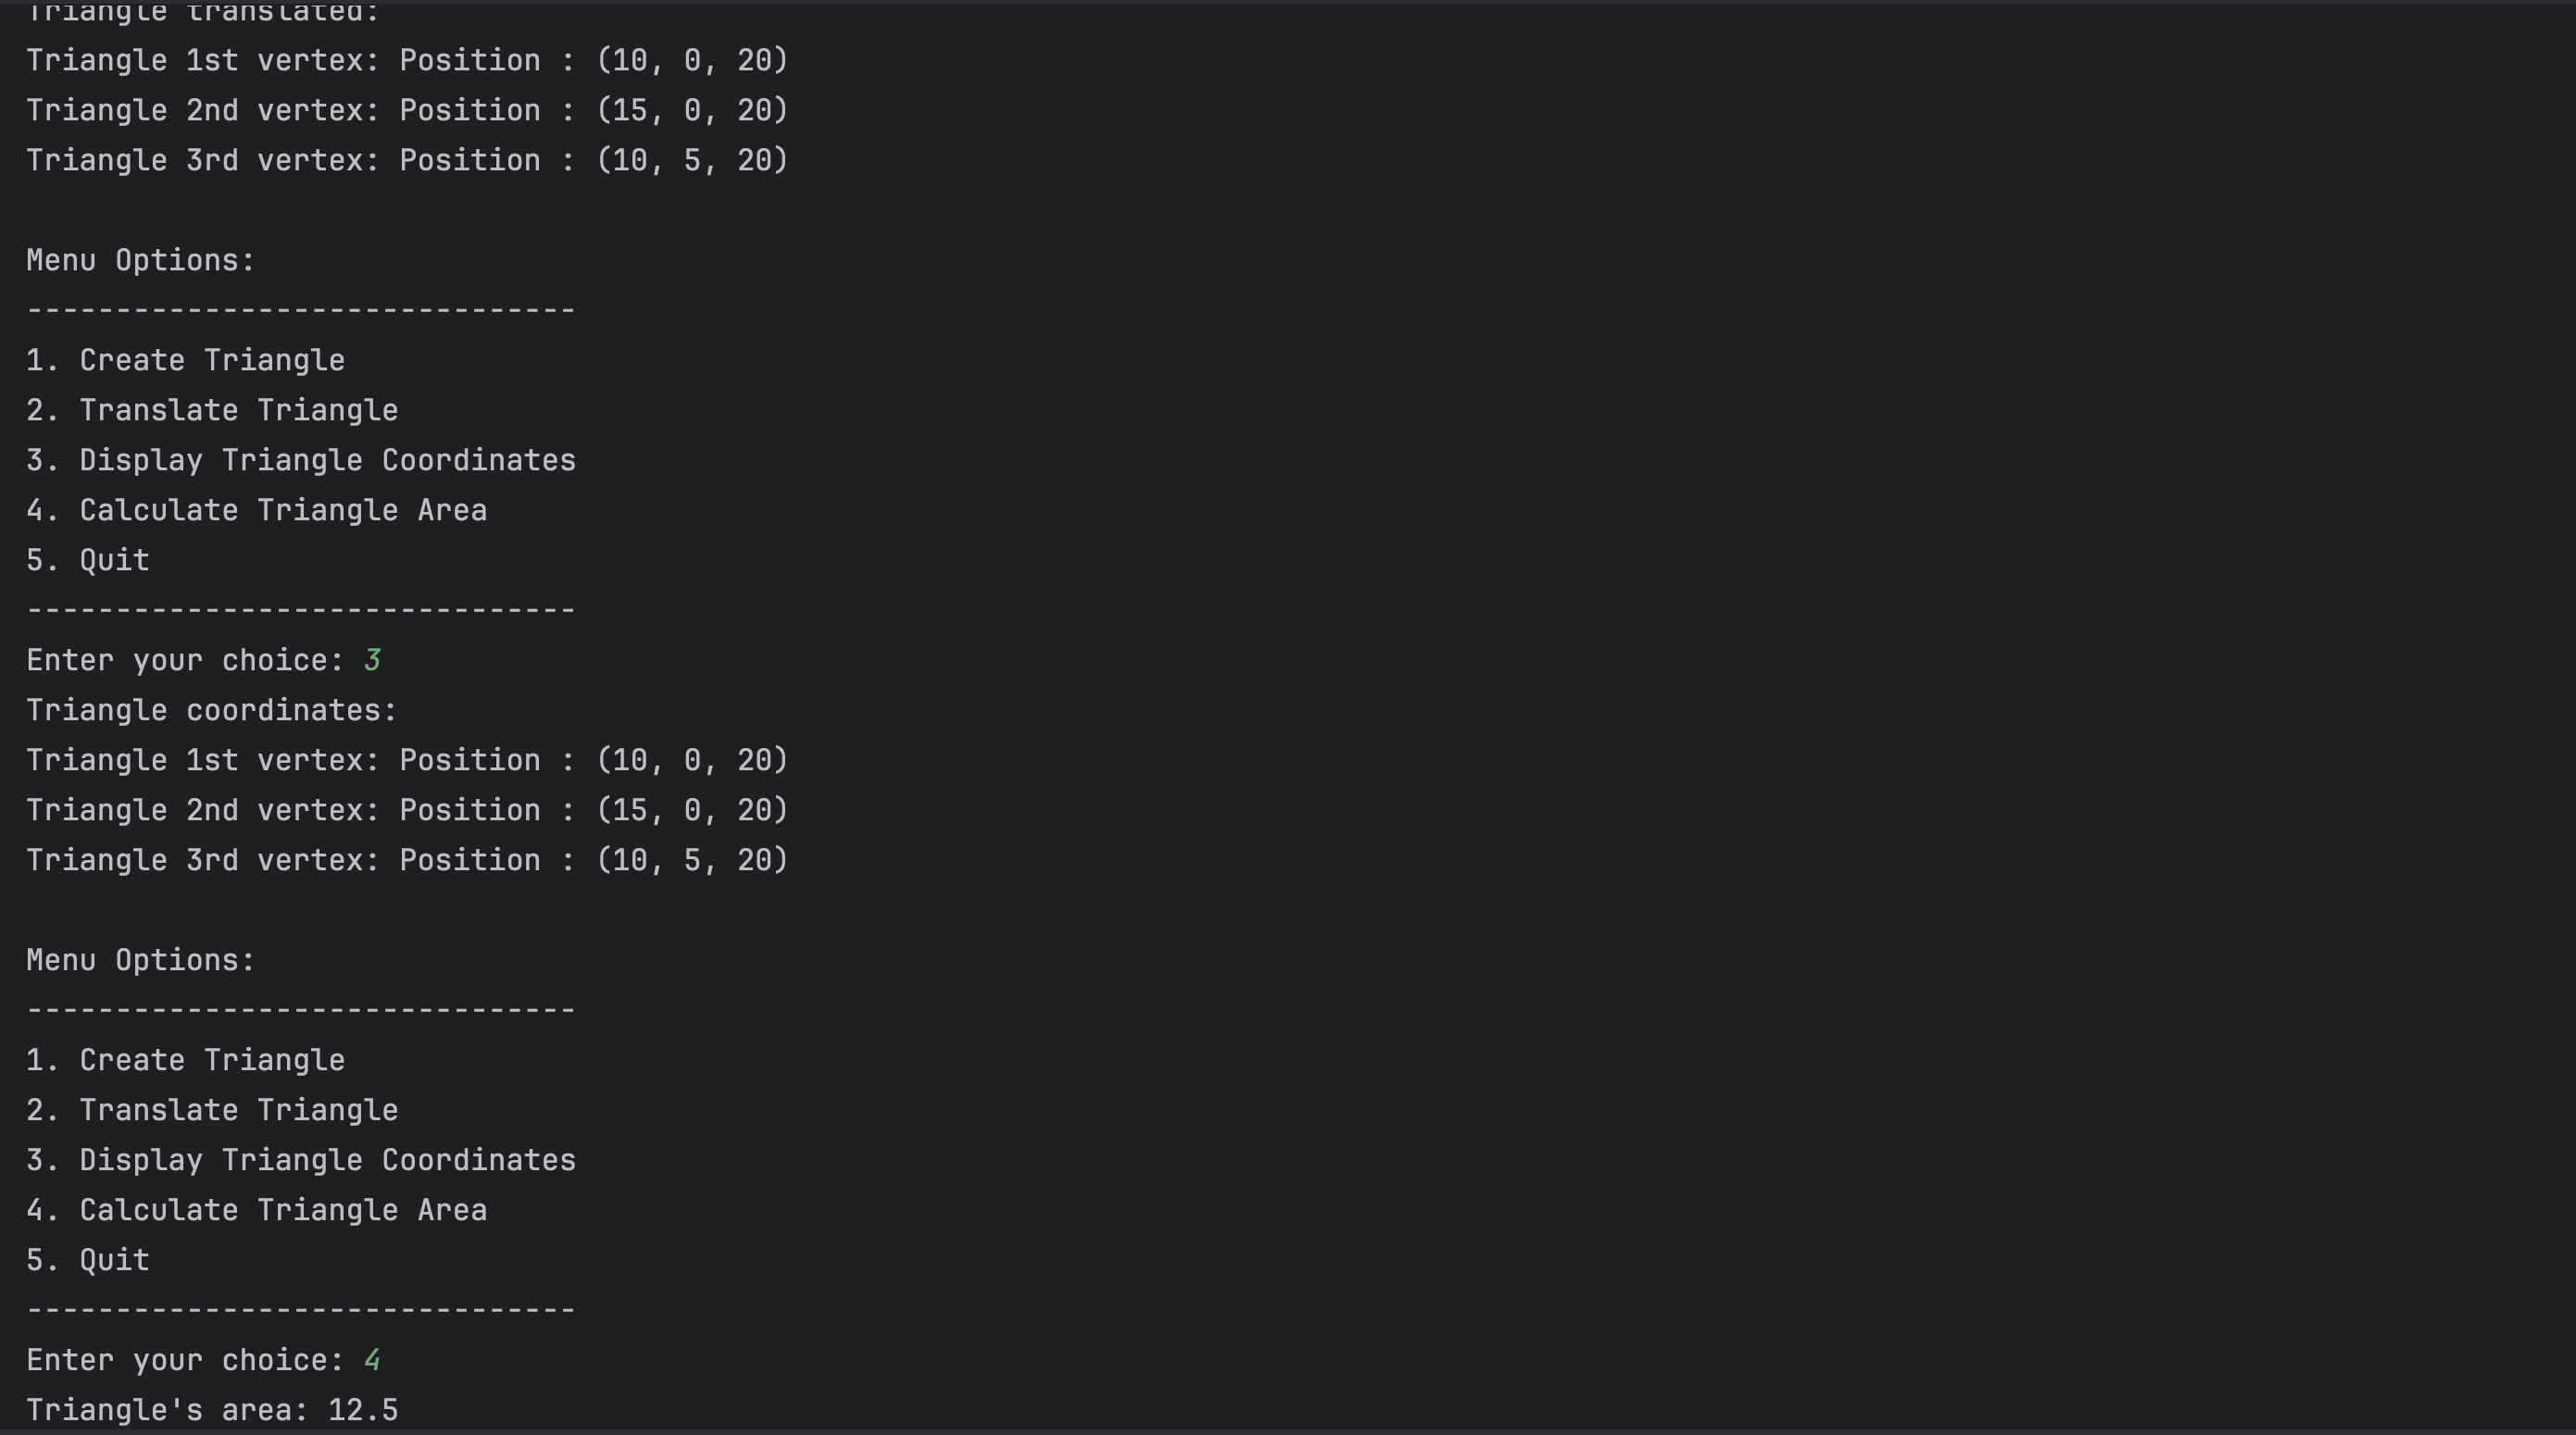 Triangle translated:
Triangle 1st vertex: Position : (10, 0, 20)
Triangle 2nd vertex: Position : (15, 0, 20)
Triangle 3rd vertex: Position : (10, 5, 20)
Menu Options:
-------------------------------
1. Create Triangle
2. Translate Triangle
3. Display Triangle Coordinates
4. Calculate Triangle Area
5. Quit
-------------------------------
Enter your choice: 3
Triangle coordinates:
Triangle 1st vertex: Position : (10, 0, 20)
Triangle 2nd vertex: Position : (15, 0, 20)
Triangle 3rd vertex: Position : (10, 5, 20)
Menu Options:
-------------------------------
1. Create Triangle
2. Translate Triangle
3. Display Triangle Coordinates
4. Calculate Triangle Area
5. Quit
-------------------------------
Enter your choice: 4
Triangle's area: 12.5